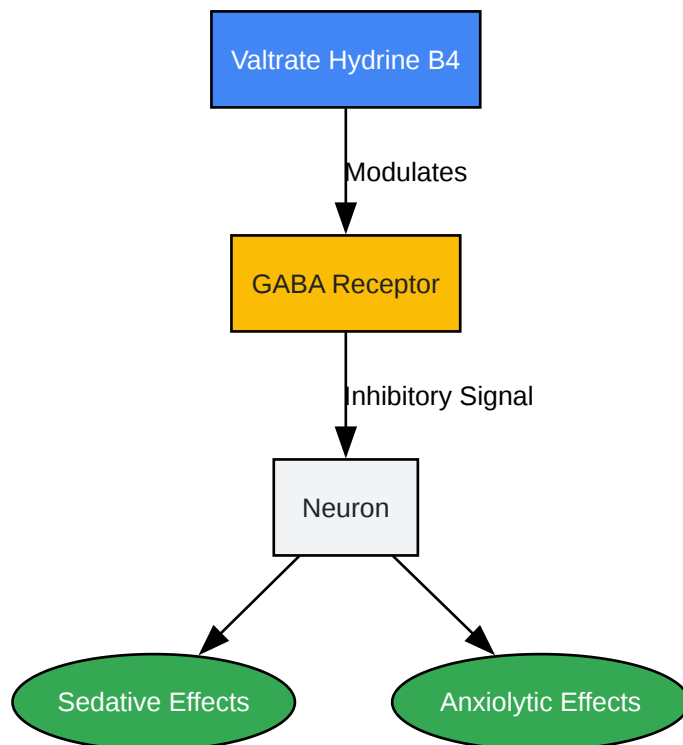 Valtrate Hydrine B4
Modulates
GABA Receptor
Inhibitory Signal
Neuron
Sedative Effects
Anxiolytic Effects